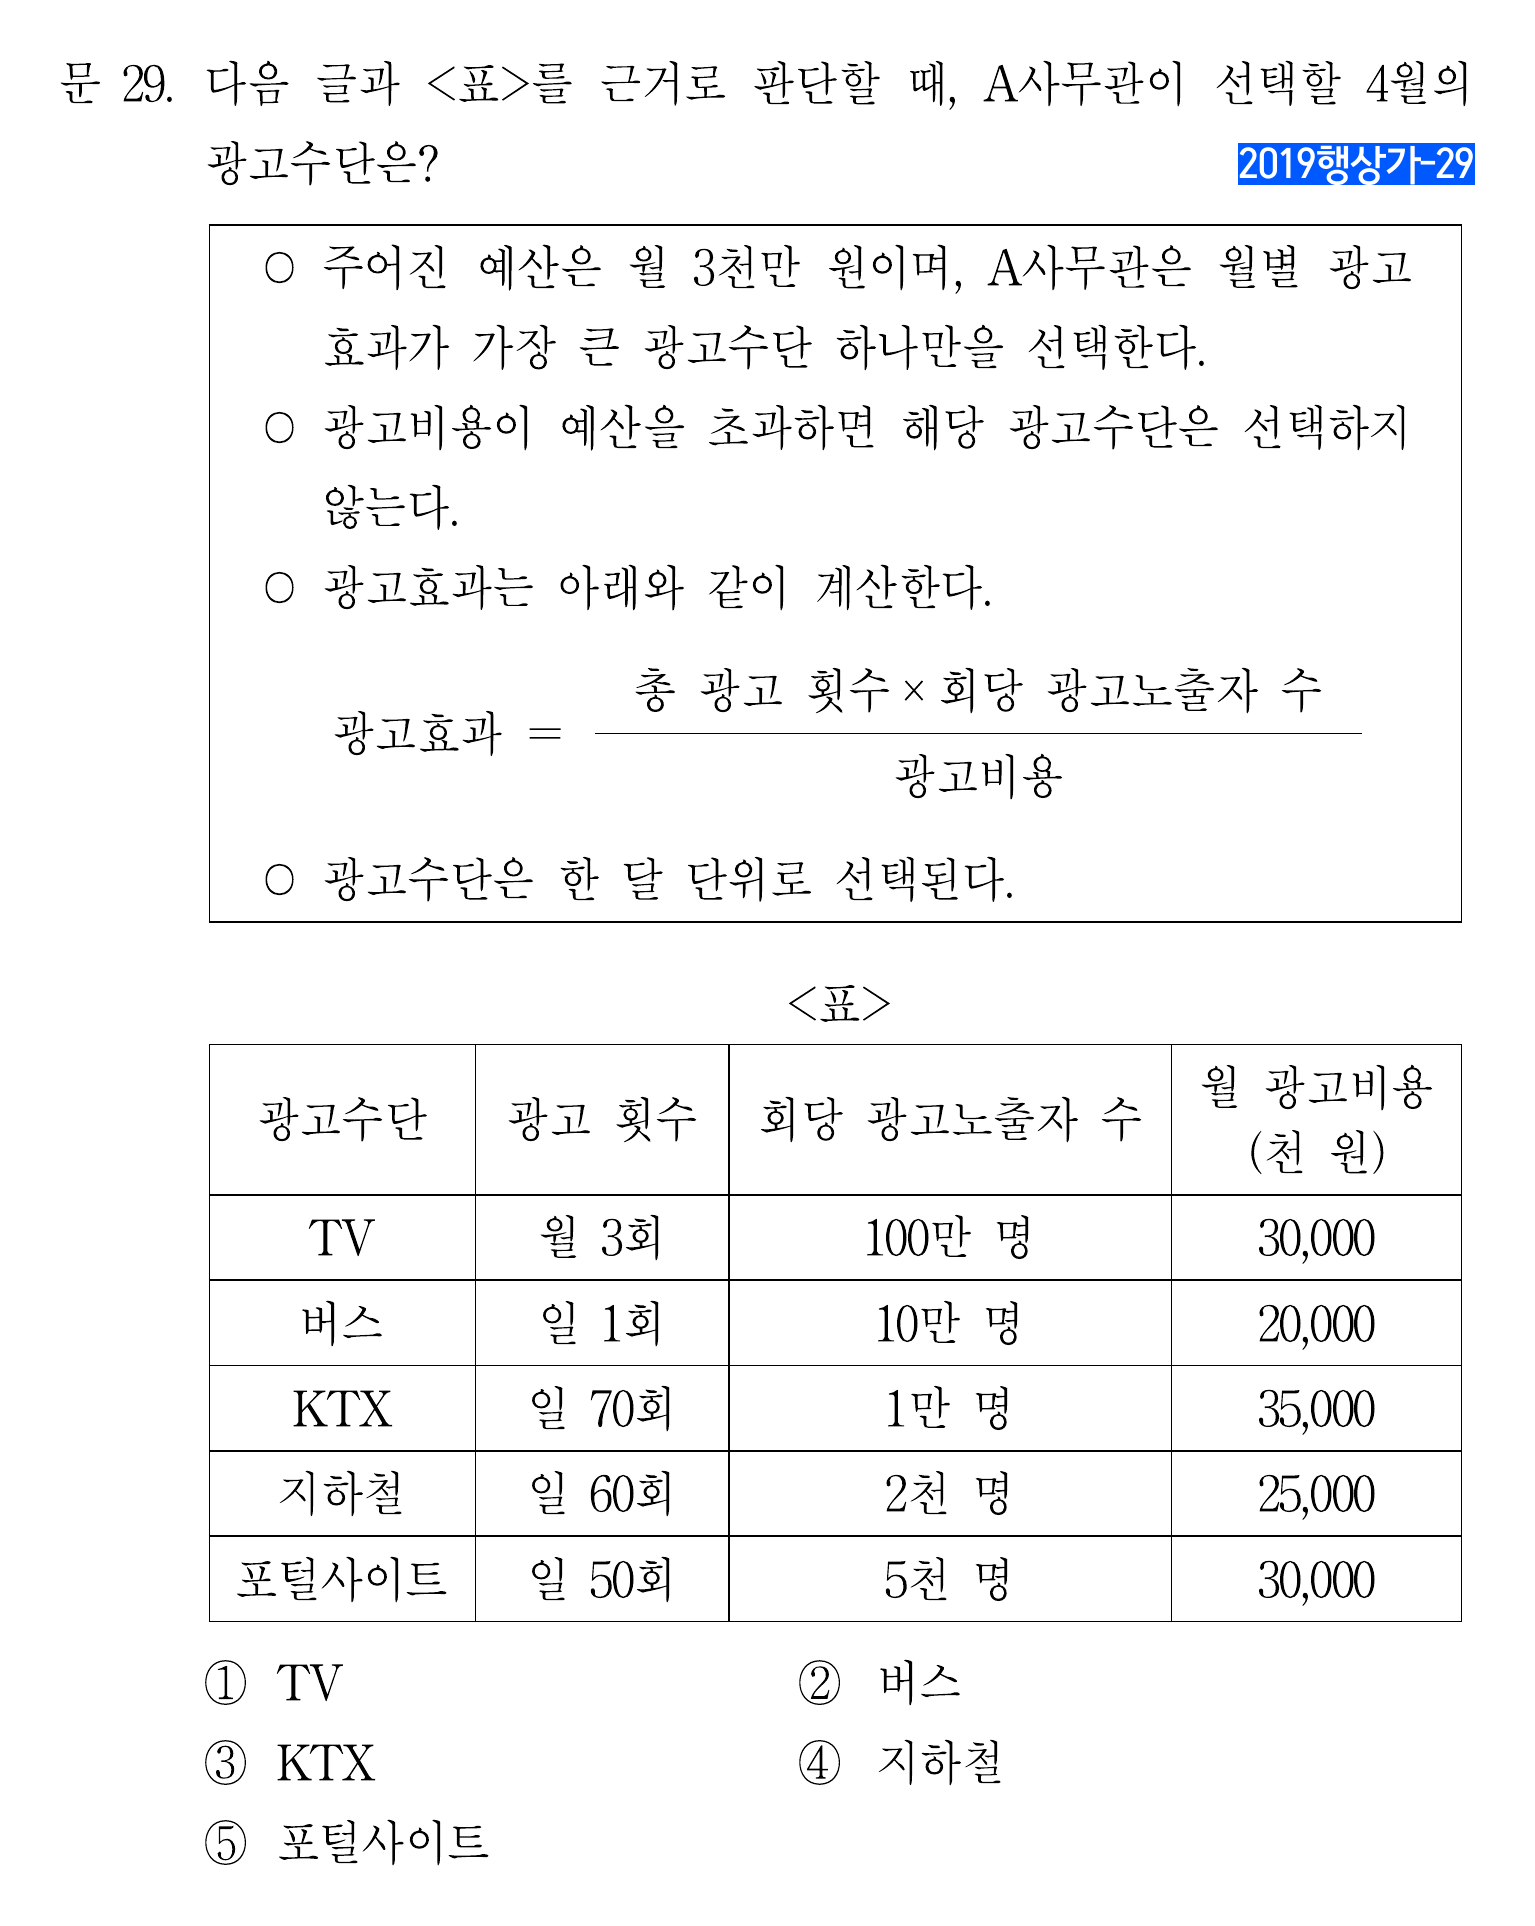 문 29. 다음 글과 <표>를 근거로 판단할 때, A사무관이 선택할 4월의
광고수단은?
2019행상가-29
○ 주어진 예산은 월 3천만 원이며, A사무관은 월별 광고
효과가 가장 큰 광고수단 하나만을 선택한다.
○ 광고비용이 예산을 초과하면 해당 광고수단은 선택하지
않는다.
○ 광고효과는 아래와 같이 계산한다.
총 광고 횟수 × 회당 광고노출자 수
광고효과 =
광고비용
○ 광고수단은 한 달 단위로 선택된다.
<표>
광고수단 광고 횟수 회당 광고노출자 수 월 광고비용
(천 원)
TV 월 3회 100만 명 30,000
버스 일 1회 10만 명 20,000
KTX 일 70회 1만 명 35,000
지하철 일 60회 2천 명 25,000
포털사이트 일 50회 5천 명 30,000
① TV ② 버스
③ KTX ④ 지하철
⑤ 포털사이트